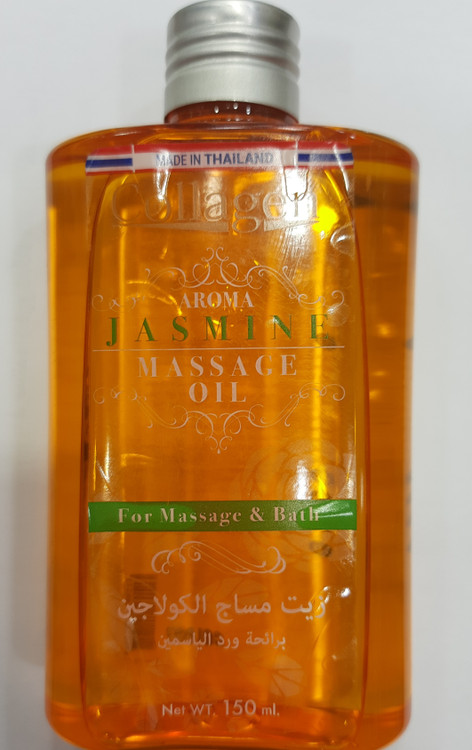 MADE IN THAILAND
Collagen
AROMA
JASMINE
MASSAGE
OIL
For Massage & Bath
زيت مساج الكولاجين
برائحة ورد الياسمين
Net WT. 150 ml.